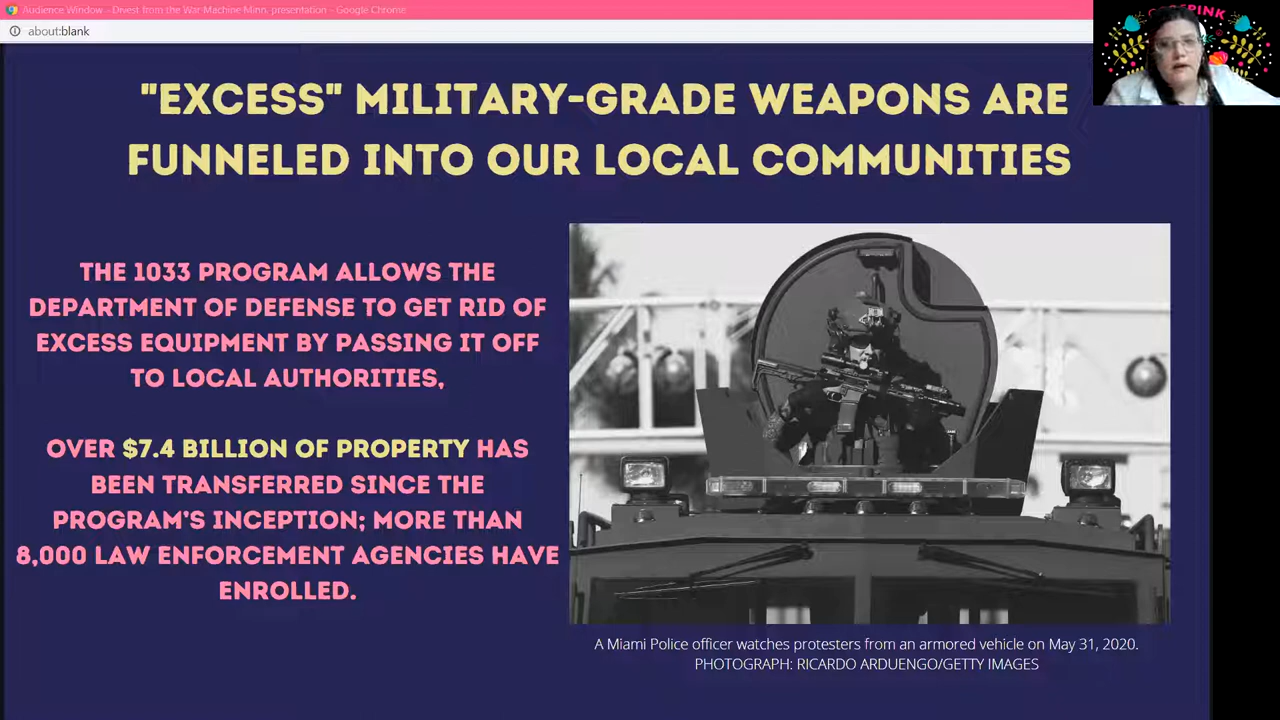 Audience Window - Divest from the War Machine Minn. presentation - Google Chrome
about:blank
"EXCESS" MILITARY-GRADE WEAPONS ARE
FUNNELED INTO OUR LOCAL COMMUNITIES
THE 1033 PROGRAM ALLOWS THE
DEPARTMENT OF DEFENSE TO GET RID OF
EXCESS EQUIPMENT BY PASSING IT OFF
TO LOCAL AUTHORITIES,
OVER $7.4 BILLION OF PROPERTY HAS
BEEN TRANSFERRED SINCE THE
PROGRAM'S INCEPTION; MORE THAN
8,000 LAW ENFORCEMENT AGENCIES HAVE
ENROLLED.
A Miami Police officer watches protesters from an armored vehicle on May 31, 2020.
PHOTOGRAPH: RICARDO ARDUENGO/GETTY IMAGES